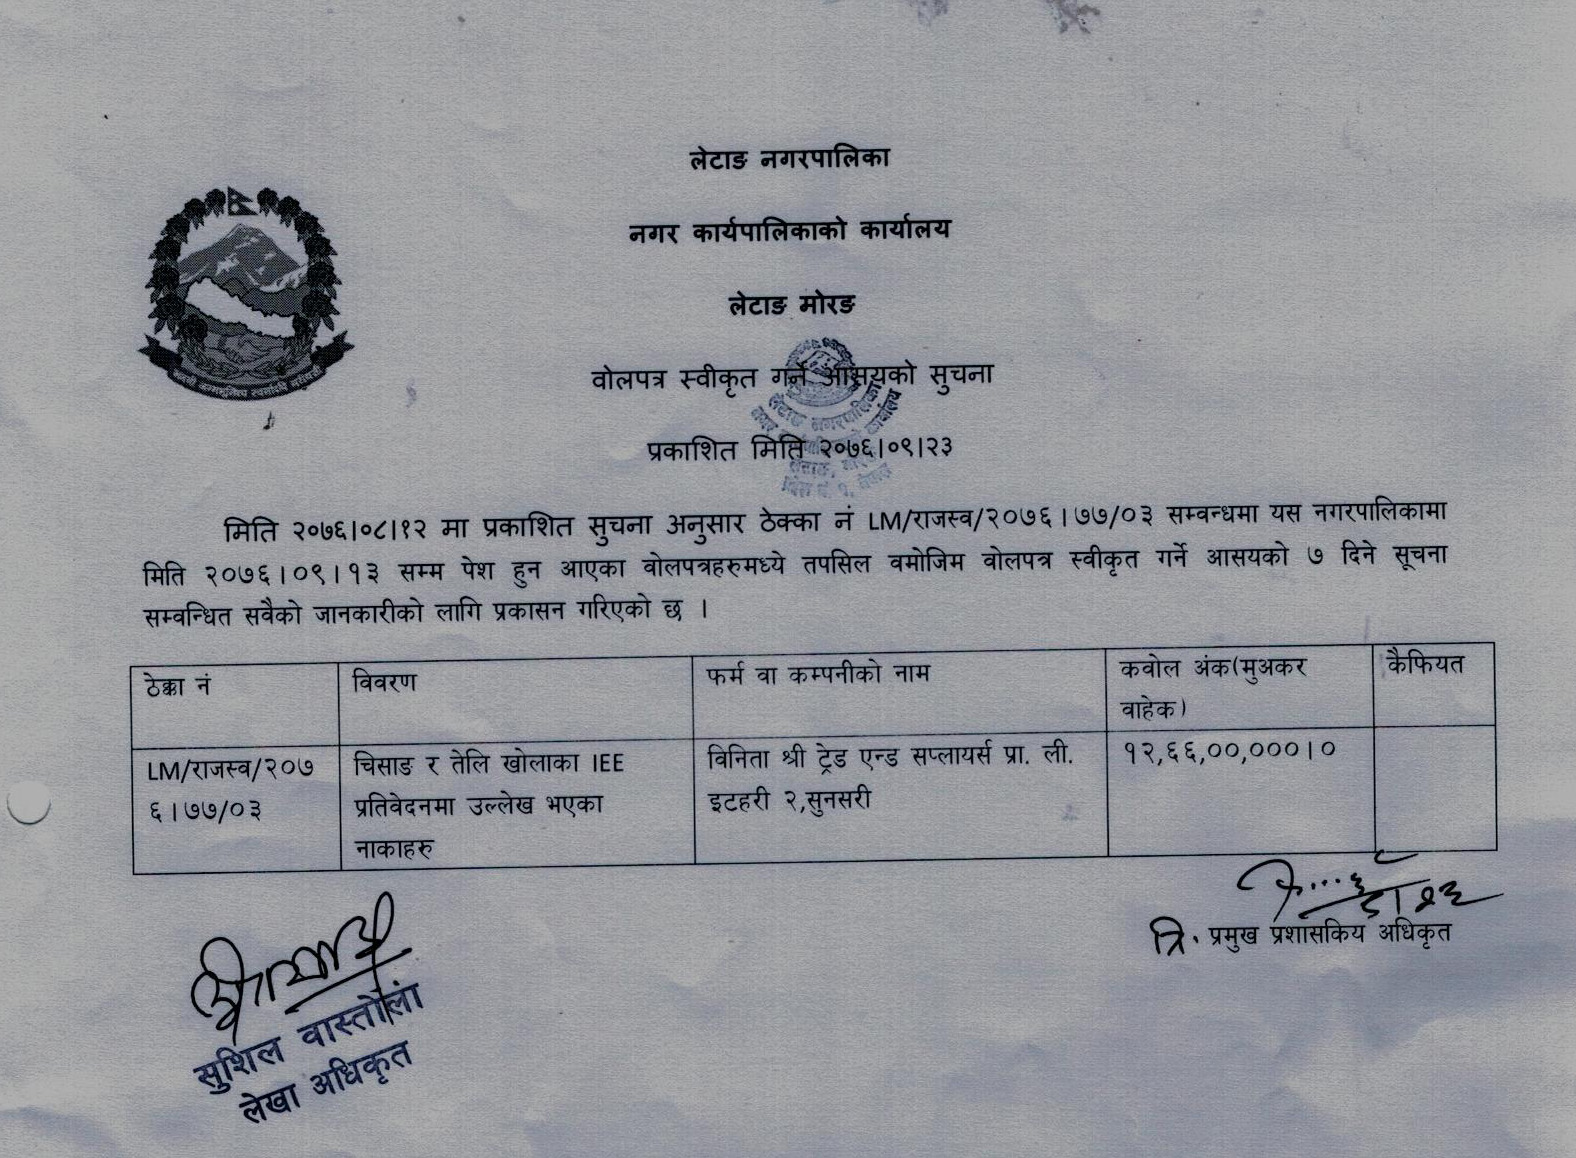 लेटाङ नगरपालिका
नगर कार्यपालिकाको कार्यालय
लेटाङ मोरङ
वोलपत्र स्वीकृत गर्ने आसयको सुचना
प्रकाशित मिति २०७६।०९।२३
मिति २०७६।०८।१२ मा प्रकाशित सुचना अनुसार ठेक्का नं LM/राजस्व/२०७६।७७/०३ सम्वन्धमा यस नगरपालिकामा
मिति २०७६।०९।१३ सम्म पेश हुन आएका वोलपत्रहरुमध्ये तपसिल वमोजिम वोलपत्र स्वीकृत गर्ने आसयको ७ दिने सूचना
सम्वन्धित सवैको जानकारीको लागि प्रकासन गरिएको छ ।
ठेक्का नं विवरण फर्म वा कम्पनीको नाम कवोल अंक(मुअकर कैफियत
वाहेक)
LM/राजस्व/२०७ चिसाङ र तेलि खोलाका IEE विनिता श्री ट्रेड एन्ड सप्लायर्स प्रा. ली. १२,६६,००,०००।०
६।७७/०३ प्रतिवेदनमा उल्लेख भएका इटहरी २,सुनसरी
नाकाहरु
त्रि. प्रमुख प्रशासकिय अधिकृत
सुशिल वास्तोला
लेखा अधिकृत